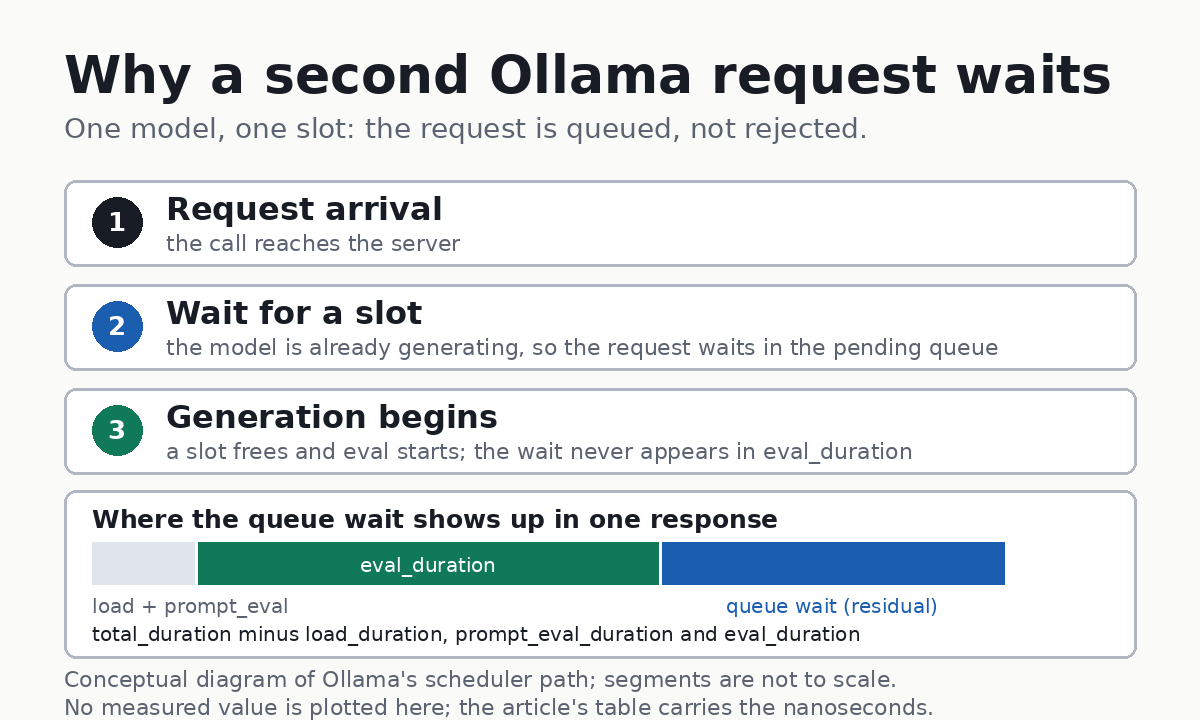 Why a second Ollama request waits
One model, one slot: the request is queued, not rejected.
1
Request arrival
the call reaches the server
2
Wait for a slot
the model is already generating, so the request waits in the pending queue
3
Generation begins
a slot frees and eval starts; the wait never appears in eval_duration
Where the queue wait shows up in one response
eval_duration
load + prompt_eval
queue wait (residual)
total_duration minus load_duration, prompt_eval_duration and eval_duration
Conceptual diagram of Ollama's scheduler path; segments are not to scale.
No measured value is plotted here; the article's table carries the nanoseconds.